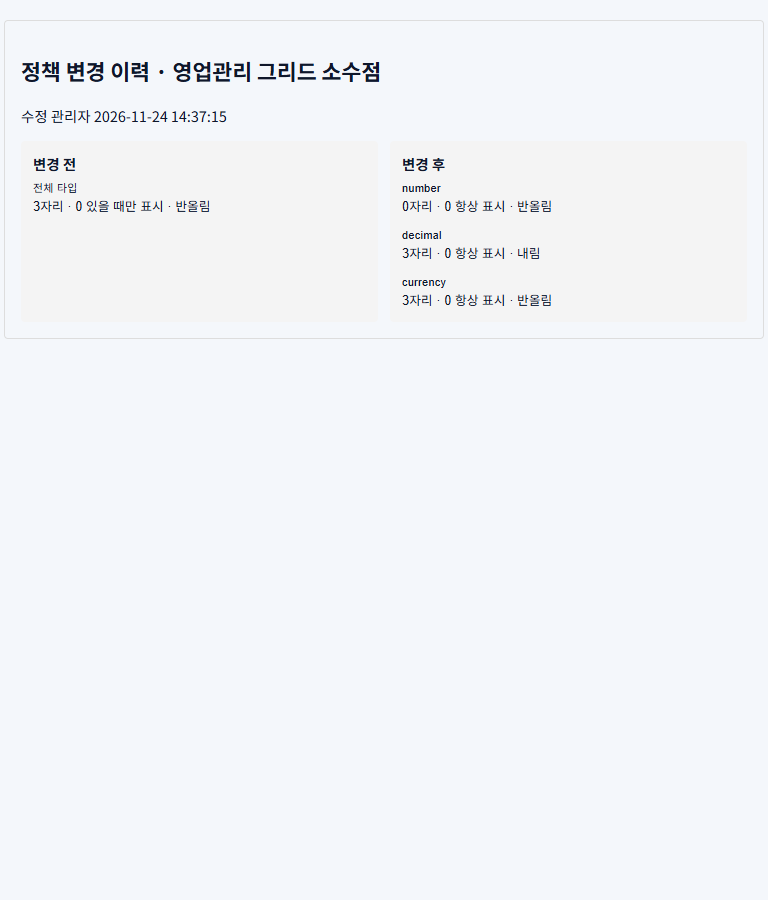 정책 변경 이력 · 영업관리 그리드 소수점
수정 관리자 2026-11-24 14:37:15
변경 전
전체 타입
3자리 · 0 있을 때만 표시 · 반올림
변경 후
number
0자리 · 0 항상 표시 · 반올림
decimal
3자리 · 0 항상 표시 · 내림
currency
3자리 · 0 항상 표시 · 반올림